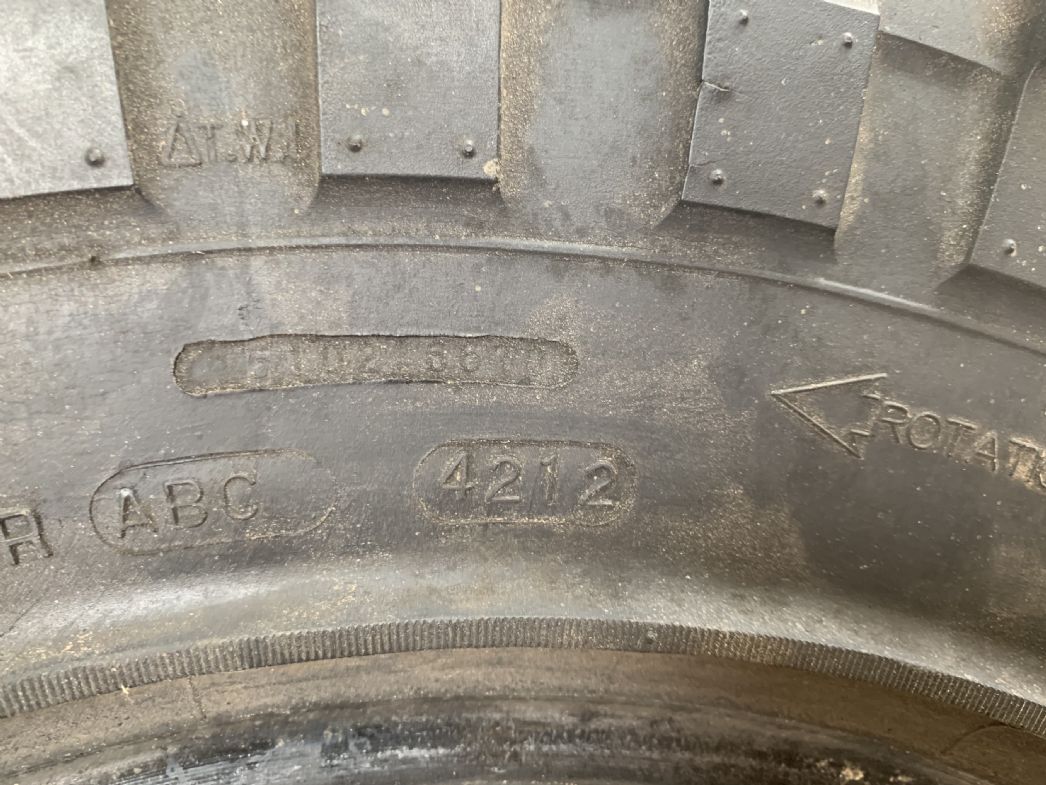 △T.W.I
R ABC 4212
ROTATI